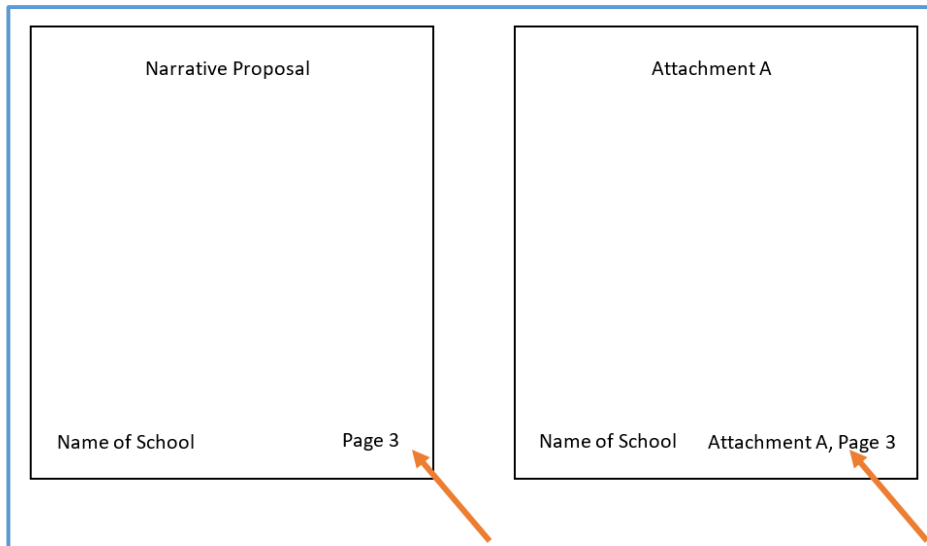 Narrative Proposal
Name of School
Page 3
Attachment A
Name of School
Attachment A, Page 3